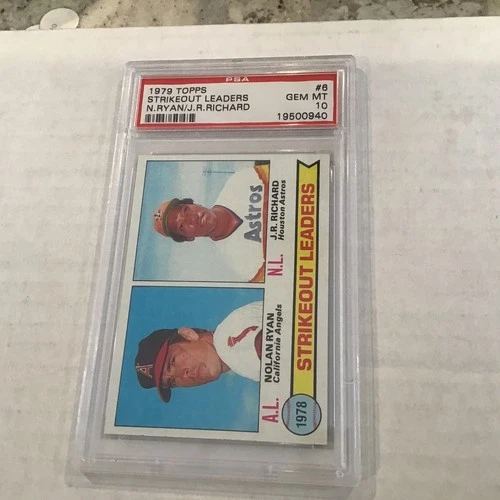 PSA
1979 TOPPS #6
STRIKEOUT LEADERS GEM MT
N.RYAN/J.R.RICHARD 10
19500940
Astros
A.L. NOLAN RYAN
California Angels
N.L. J.R. RICHARD
Houston Astros
1978 STRIKEOUT LEADERS